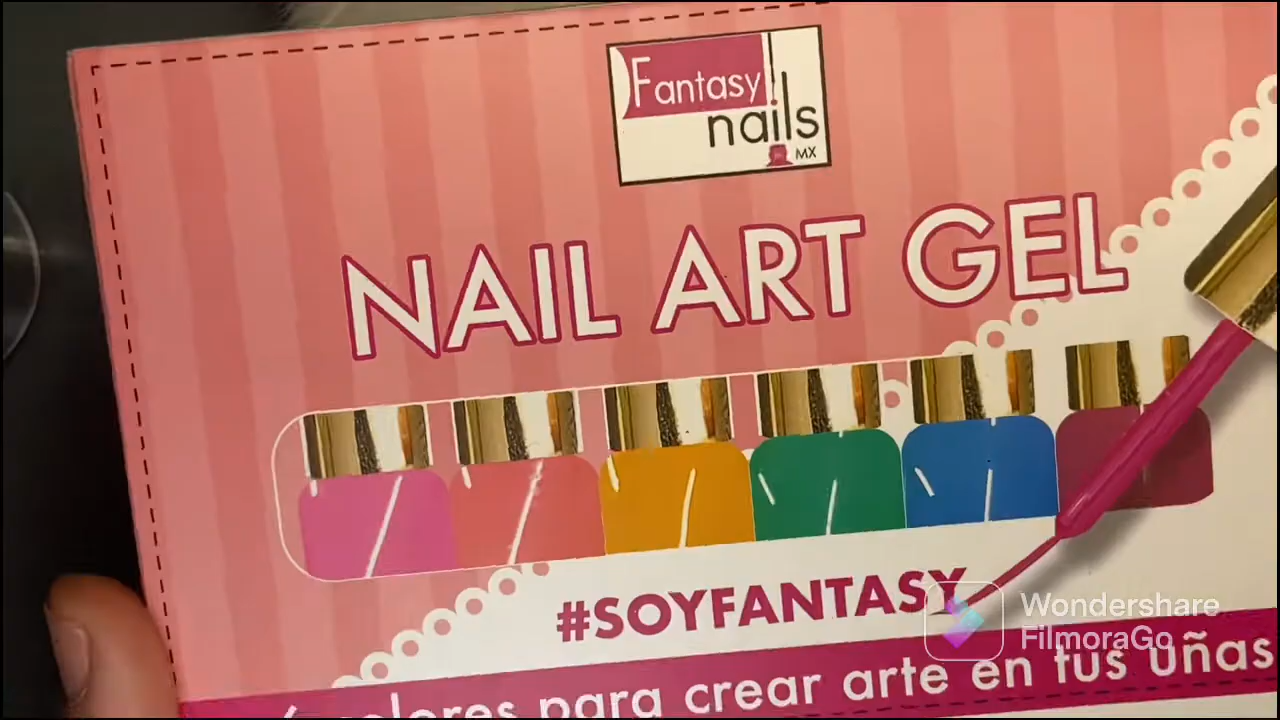 Fantasy
nails
MX
NAIL ART GEL
#SOYFANTASY
Wondershare
FilmoraGo
colores para crear arte en tus uñas